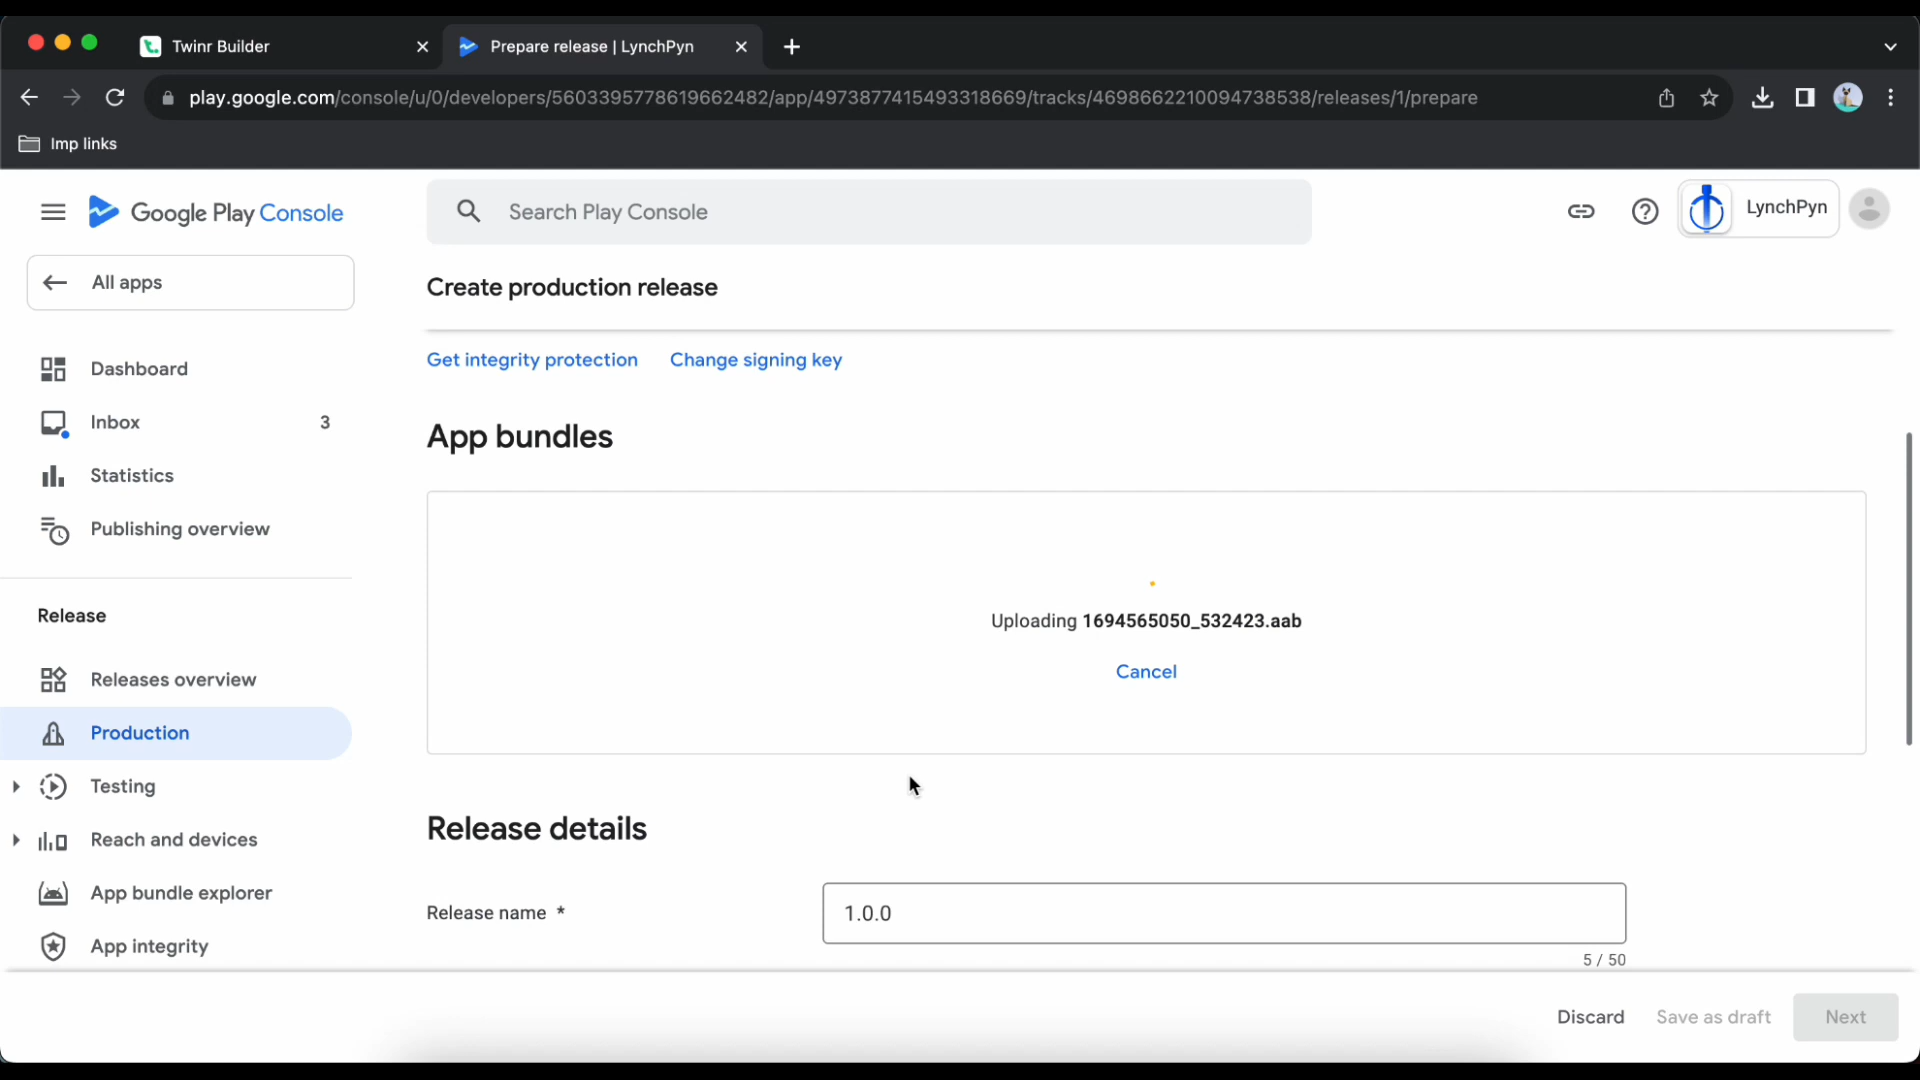 Twinr Builder
Prepare release | LynchPyn
play.google.com/console/u/0/developers/5603395778619662482/app/4973877415493318669/tracks/4698662210094738538/releases/1/prepare
Imp links
Google Play Console
Search Play Console
LynchPyn
All apps
Create production release
Get integrity protection
Change signing key
Dashboard
Inbox
3
Statistics
Publishing overview
App bundles
Uploading 1694565050_532423.aab
Cancel
Release
Releases overview
Production
Testing
Reach and devices
App bundle explorer
App integrity
Release details
Release name *
1.0.0
5 / 50
Discard
Save as draft
Next